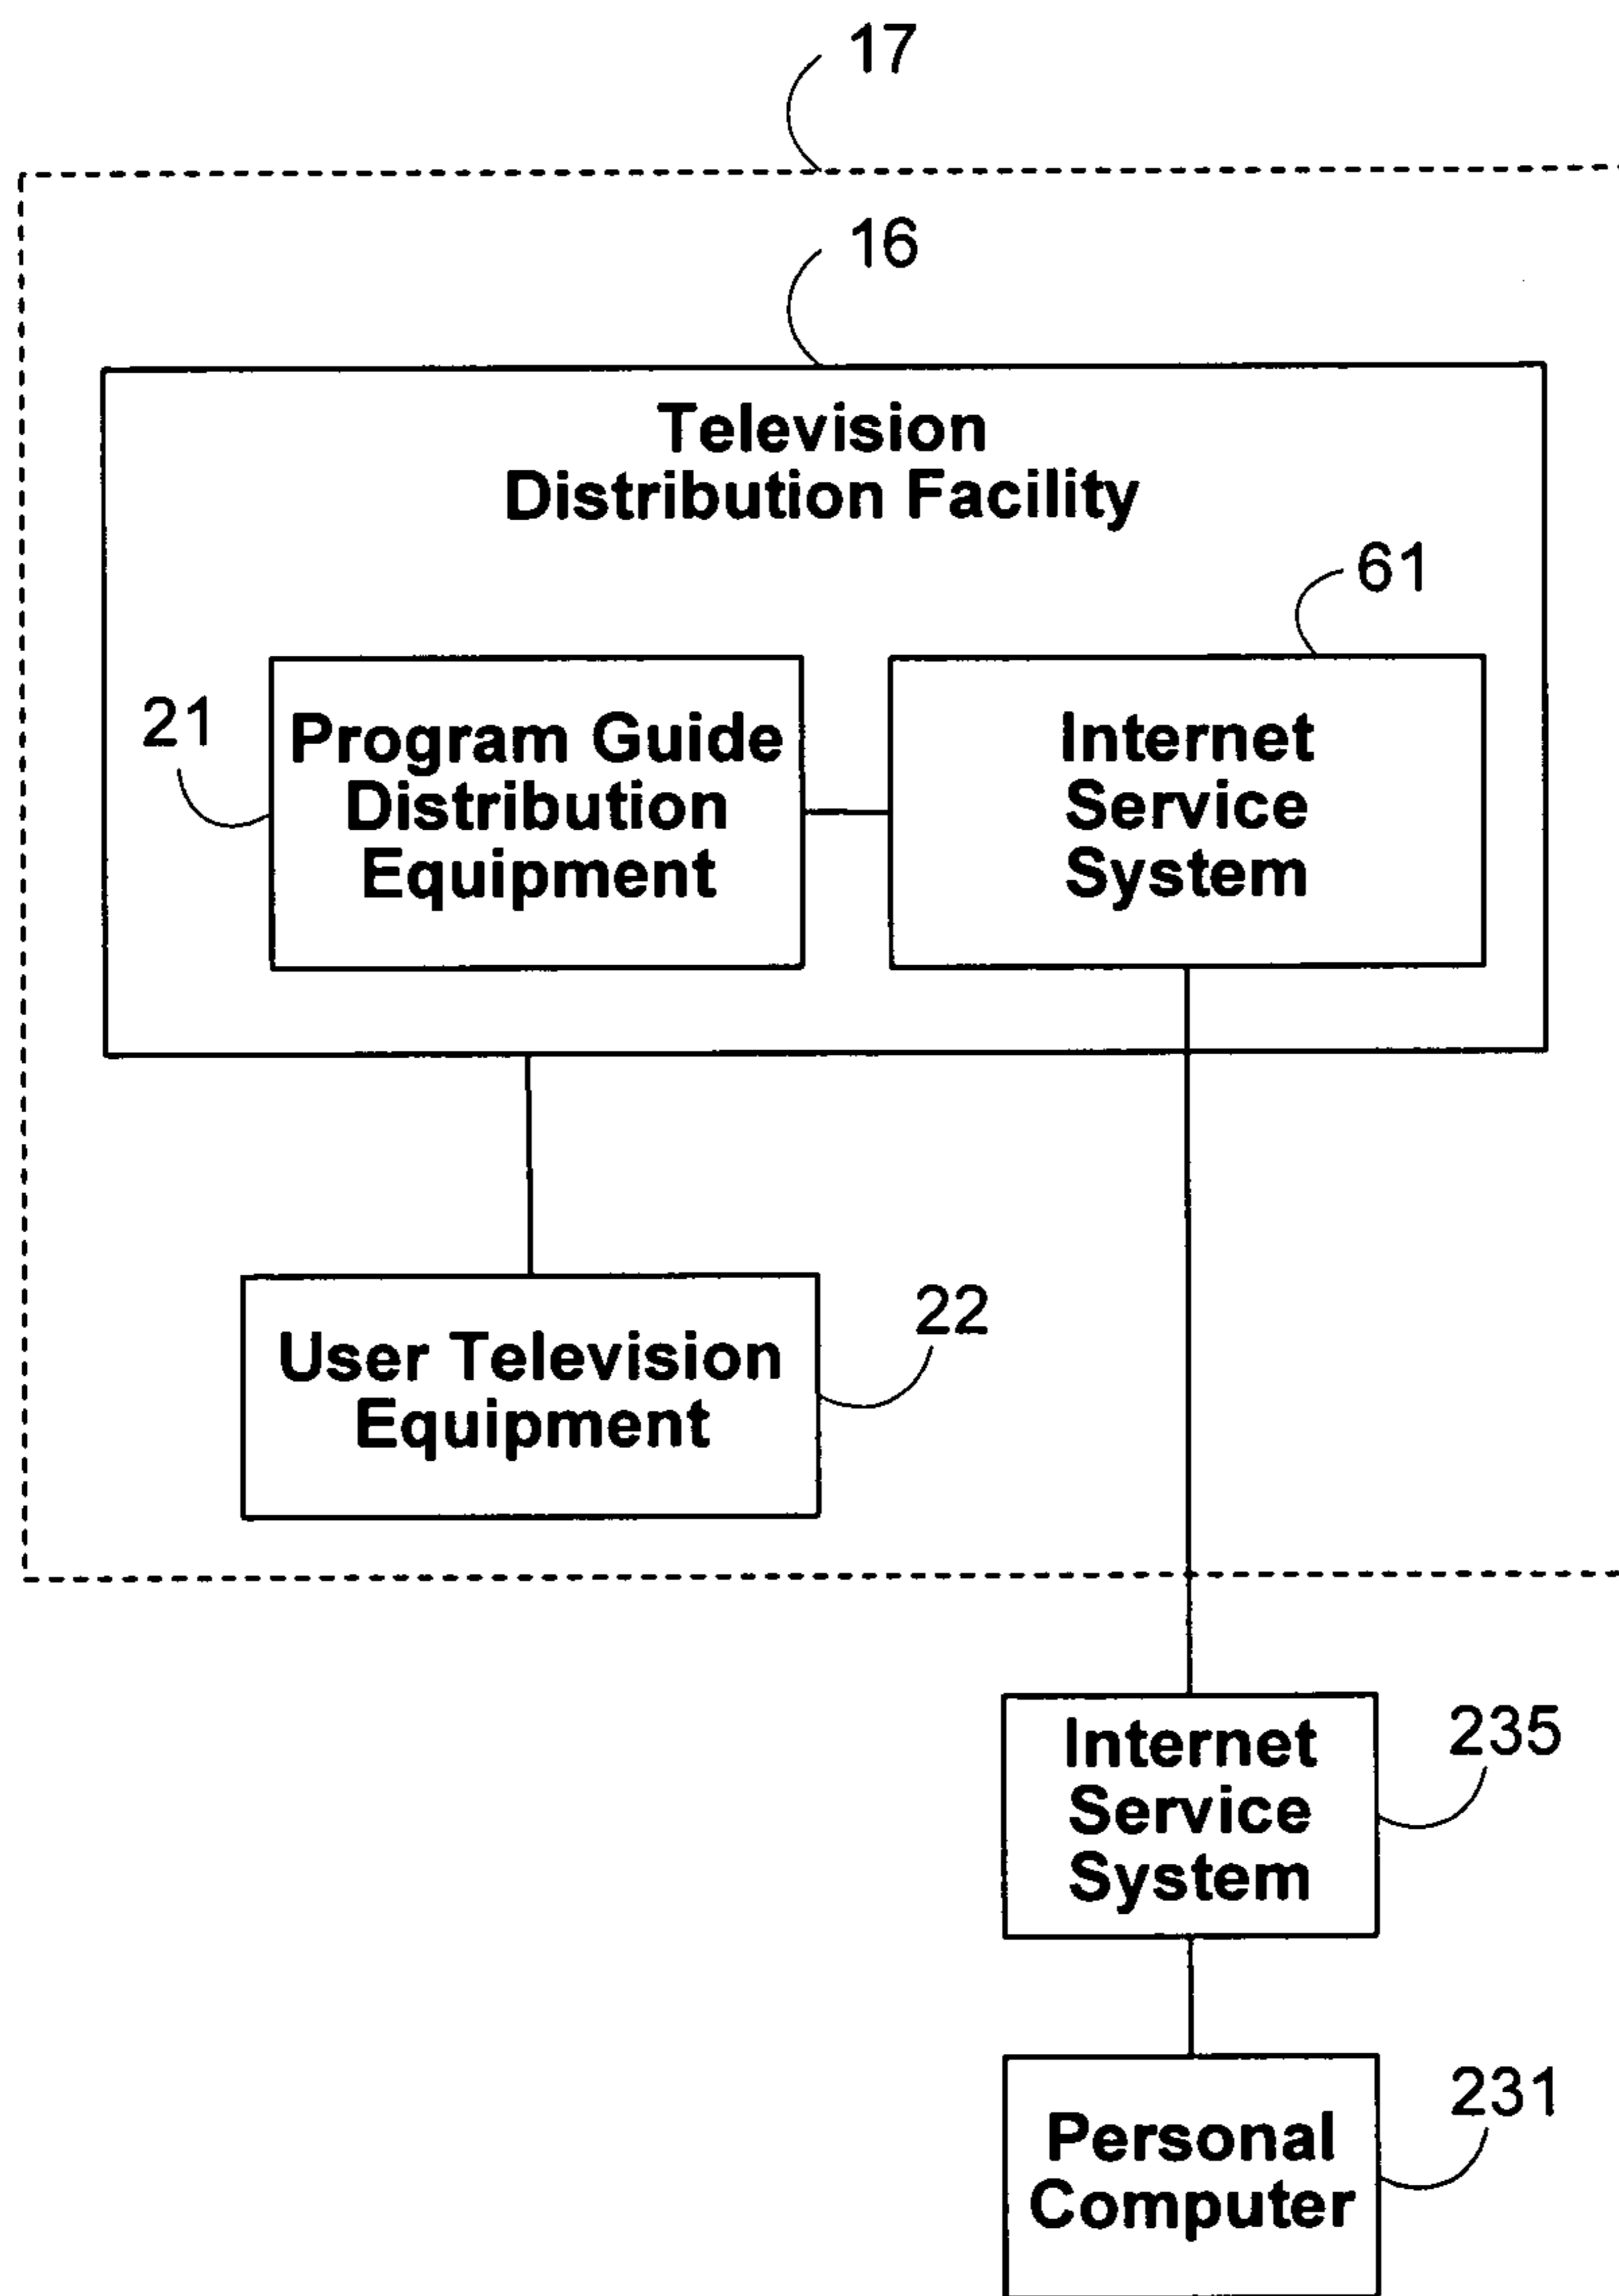 17
16
Television
Distribution Facility
61
21
Program Guide
Distribution
Equipment
Internet
Service
System
22
User Television
Equipment
Internet
Service
System
235
Personal
Computer
231